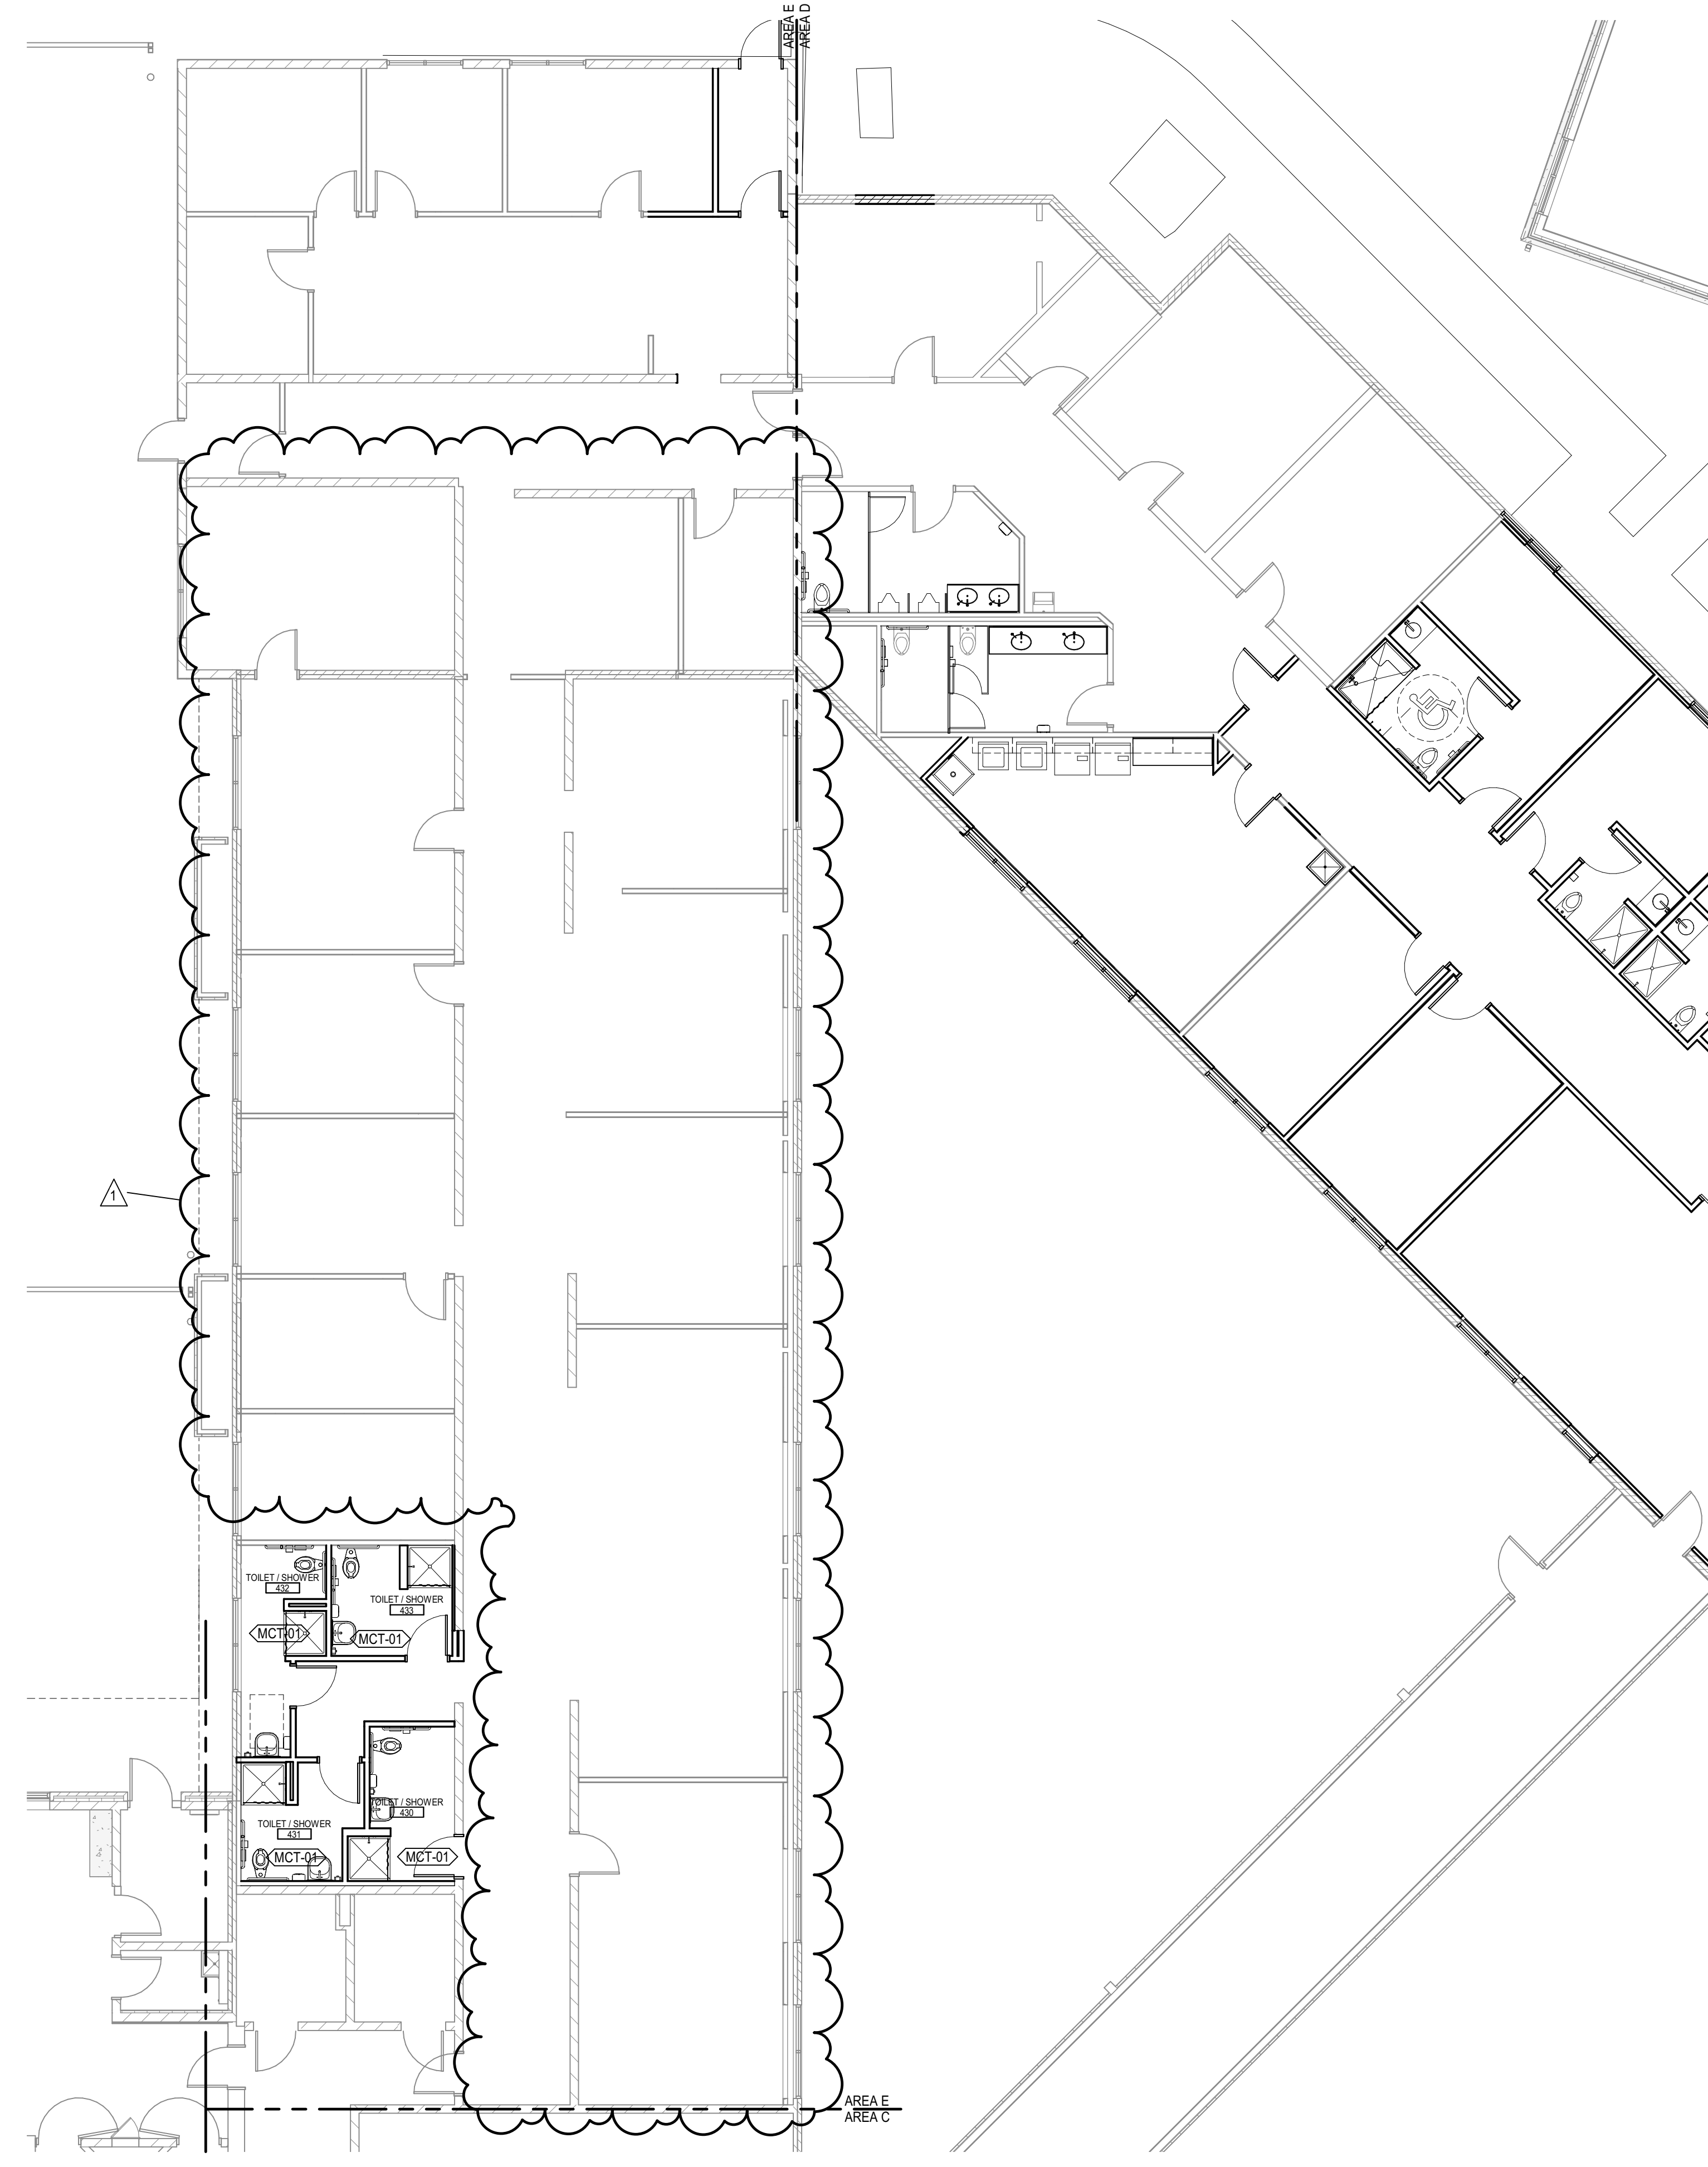 AREA E
AREA D
1
TOILET / SHOWER
432
TOILET / SHOWER
433
MCT-01
MCT-01
TOILET / SHOWER
430
TOILET / SHOWER
431
MCT-01
MCT-01
AREA E
AREA C